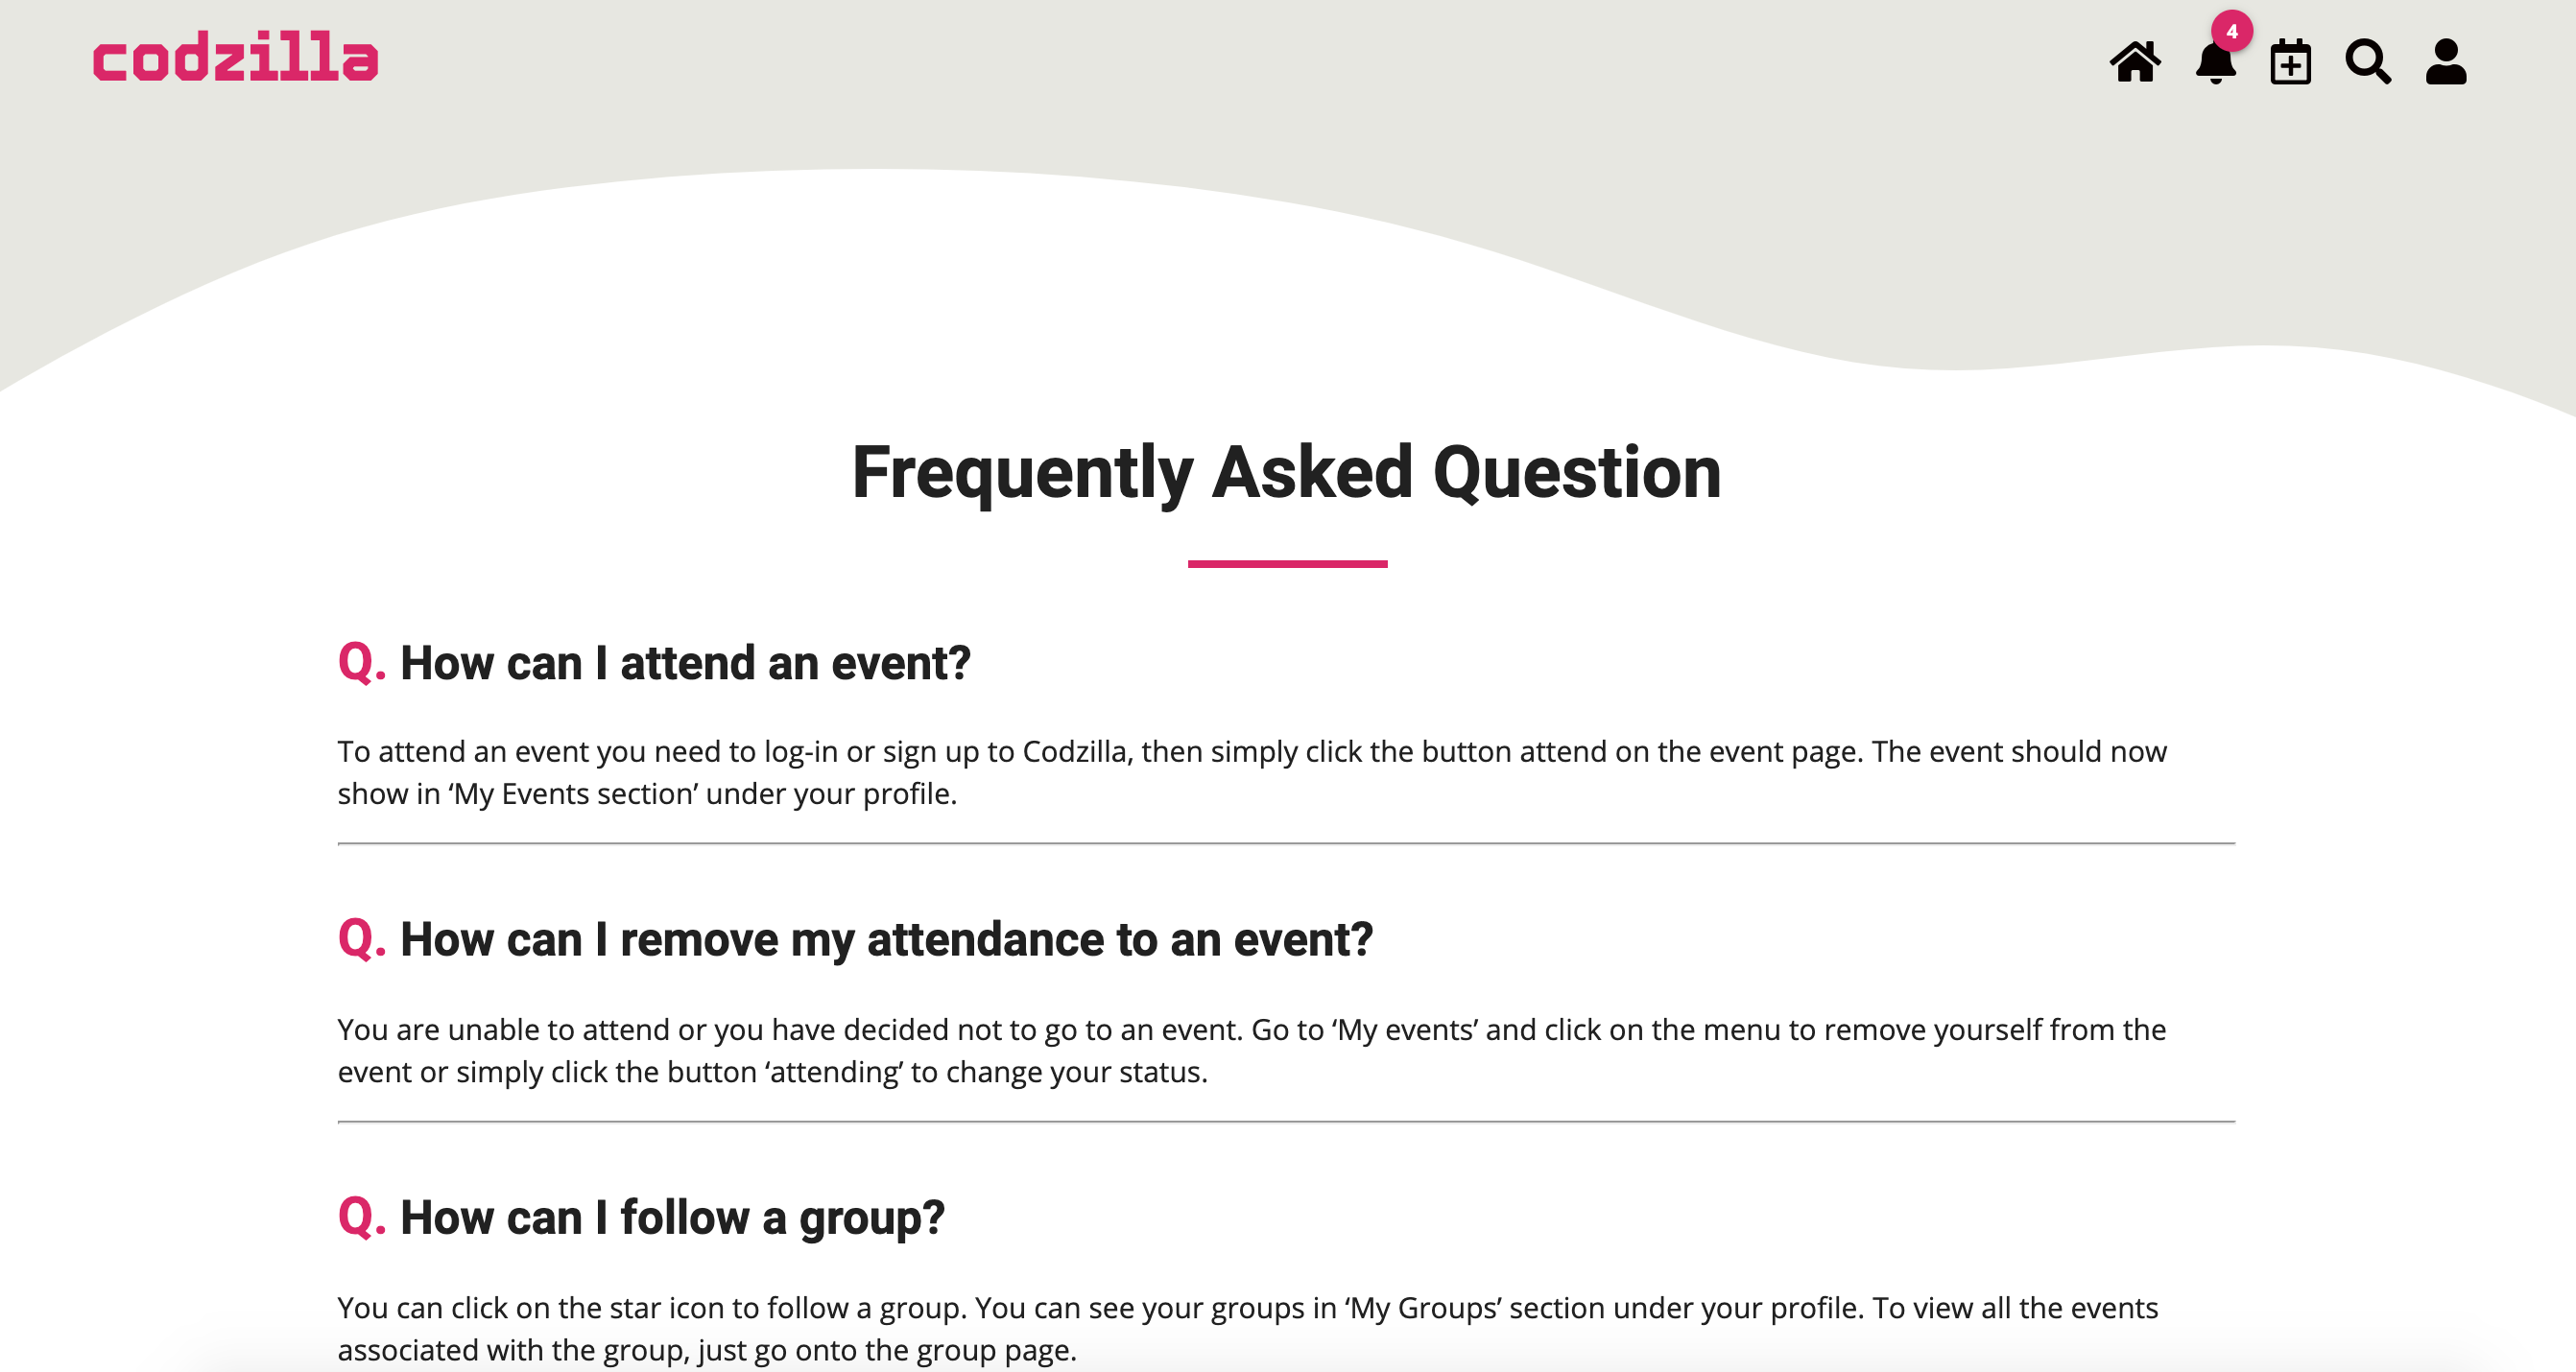 codzilla
4
Frequently Asked Question
Q. How can I attend an event?
To attend an event you need to log-in or sign up to Codzilla, then simply click the button attend on the event page. The event should now
show in ‘My Events section’ under your profile.
Q. How can I remove my attendance to an event?
You are unable to attend or you have decided not to go to an event. Go to ‘My events’ and click on the menu to remove yourself from the
event or simply click the button ‘attending’ to change your status.
Q. How can I follow a group?
You can click on the star icon to follow a group. You can see your groups in ‘My Groups’ section under your profile. To view all the events
associated with the group, just go onto the group page.